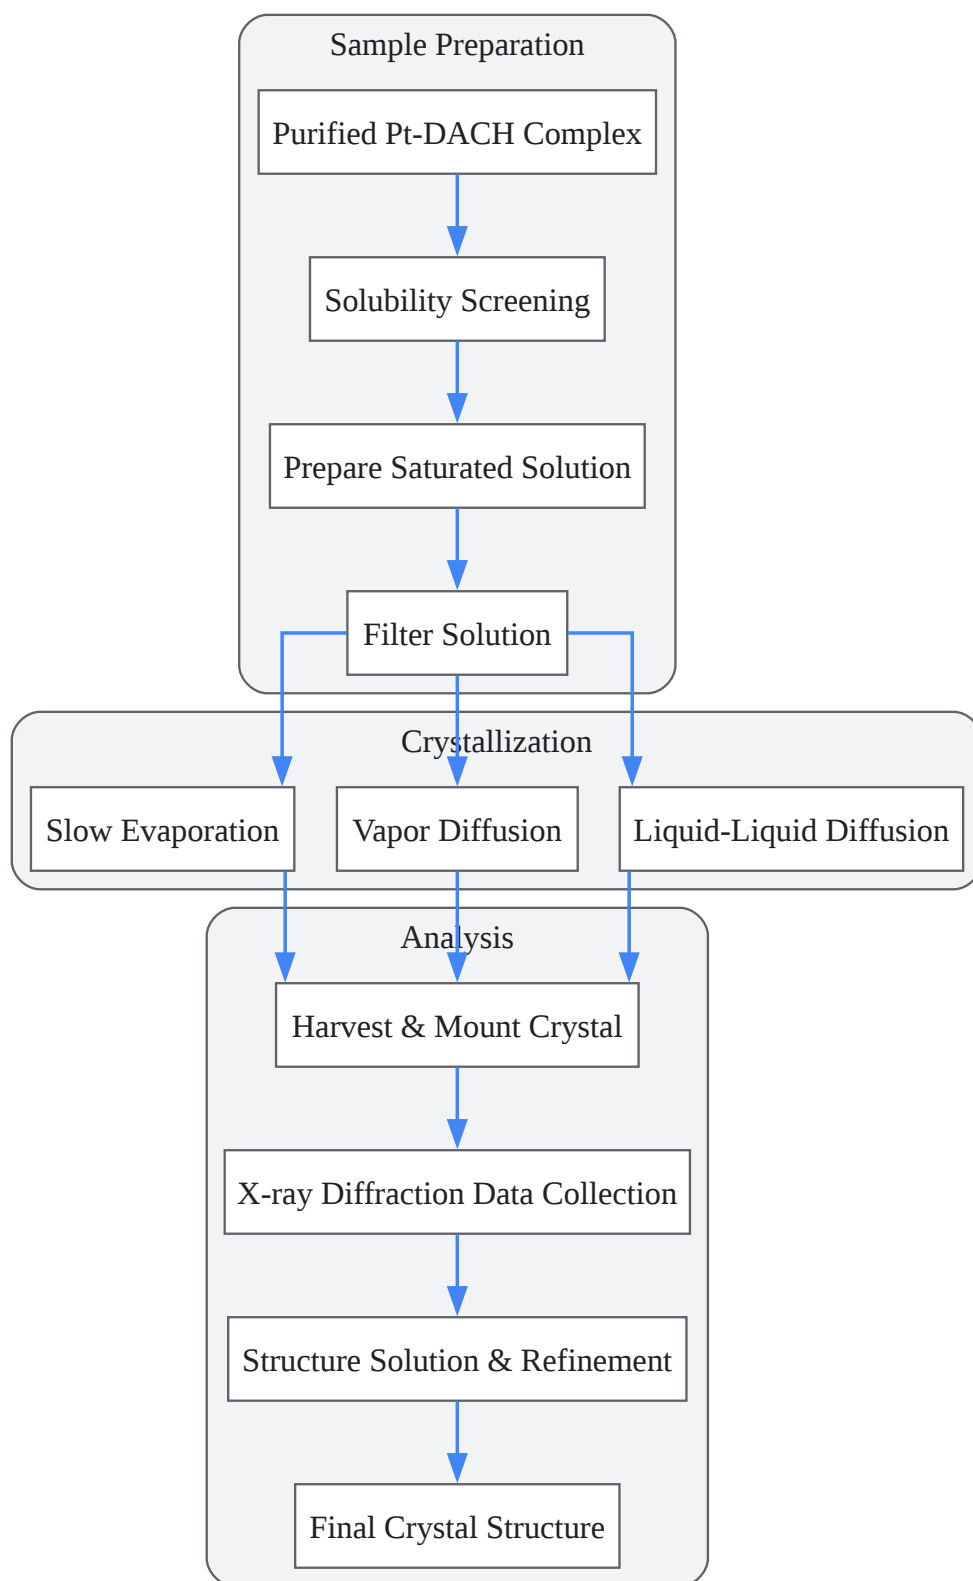 Sample Preparation
Purified Pt-DACH Complex
Solubility Screening
Prepare Saturated Solution
Filter Solution
Crystallization
Slow Evaporation
Vapor Diffusion
Liquid-Liquid Diffusion
Analysis
Harvest & Mount Crystal
X-ray Diffraction Data Collection
Structure Solution & Refinement
Final Crystal Structure